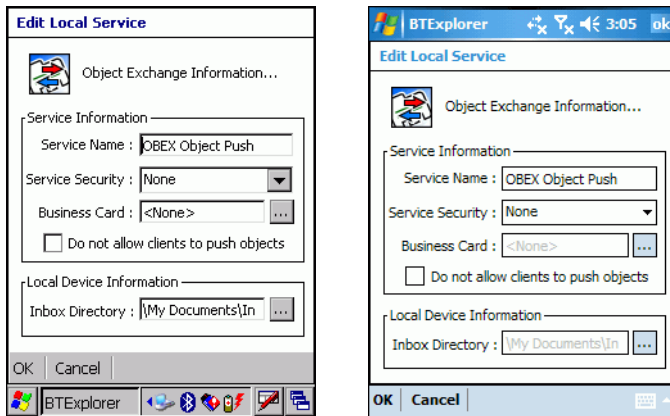 Edit Local Service
Object Exchange Information...
Service Information
Service Name : OBEX Object Push
Service Security : None
Business Card : <None> ...
Do not allow clients to push objects
Local Device Information
Inbox Directory : \My Documents\In ...
OK Cancel
BTExplorer
BTExplorer 3:05 ok
Edit Local Service
Object Exchange Information...
Service Information
Service Name : OBEX Object Push
Service Security : None
Business Card : <None> ...
Do not allow clients to push objects
Local Device Information
Inbox Directory : \My Documents\In ...
OK Cancel